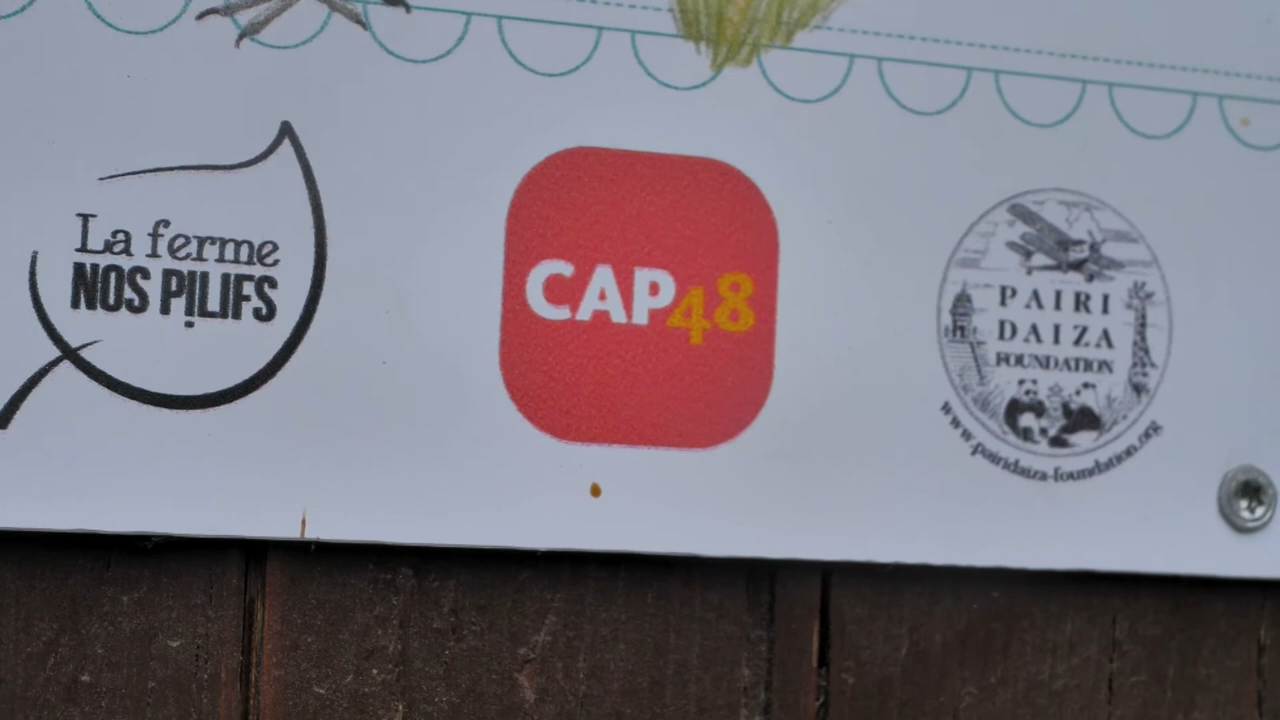 La ferme
NOS PILIFS
CAP48
PAIRI
DAIZA
FOUNDATION
www.pairidaiza-foundation.org